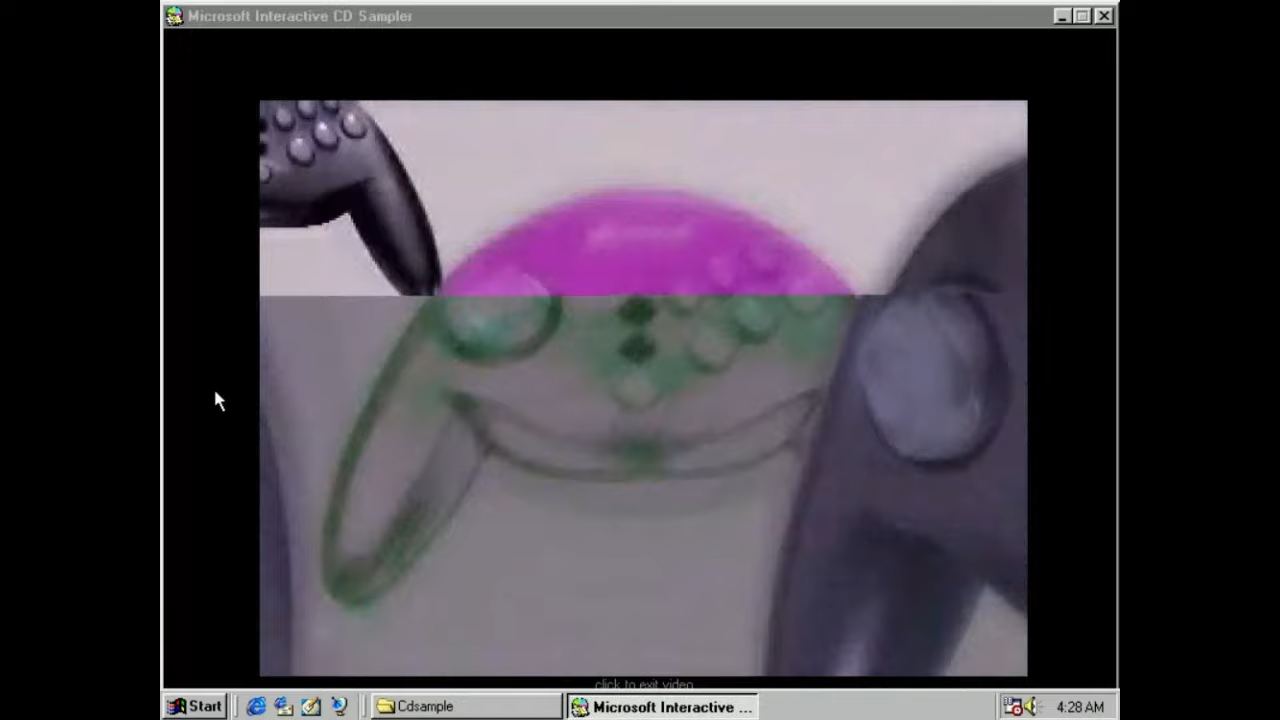 Microsoft Interactive CD Sampler
click to exit video
Start
Cdsample
Microsoft Interactive ...
4:28 AM